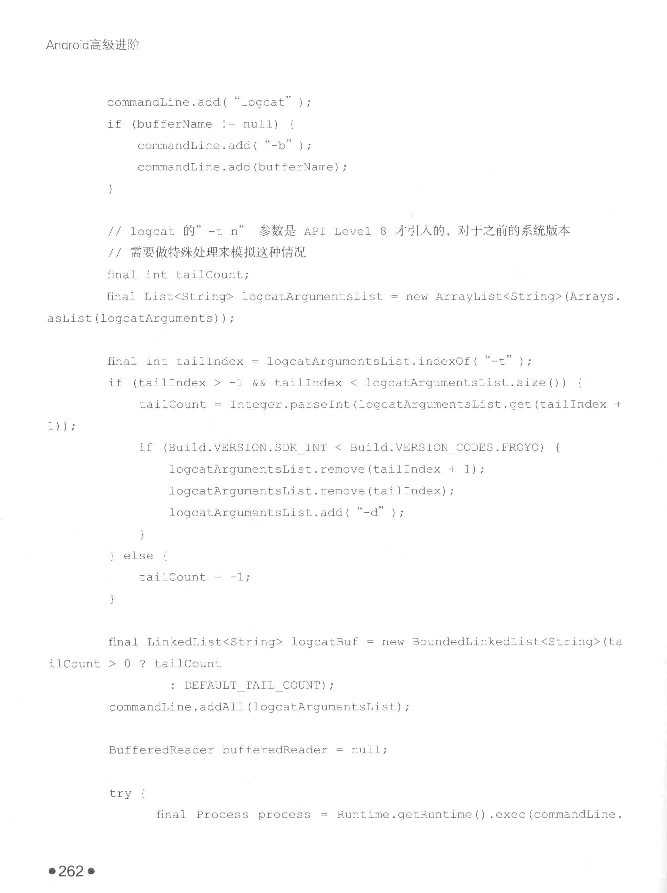 Android高级进阶
commandLine.add( “logcat” );
if (bufferName != null) {
commandLine.add( “-b” );
commandLine.add(bufferName);
}
// logcat 的” -t n” 参数是 API Level 8 才引入的，对于之前的系统版本
// 需要做特殊处理来模拟这种情况
final int tailCount;
final List<String> logcatArgumentsList = new ArrayList<String>(Arrays.
asList(logcatArguments));
final int tailIndex = logcatArgumentsList.indexOf( “-t” );
if (tailIndex > -1 && tailIndex < logcatArgumentsList.size()) {
tailCount = Integer.parseInt(logcatArgumentsList.get(tailIndex +
1));
if (Build.VERSION.SDK_INT < Build.VERSION_CODES.FROYO) {
logcatArgumentsList.remove(tailIndex + 1);
logcatArgumentsList.remove(tailIndex);
logcatArgumentsList.add( “-d” );
}
} else {
tailCount = -1;
}
final LinkedList<String> logcatBuf = new BoundedLinkedList<String>(ta
ilCount > 0 ? tailCount
: DEFAULT_TAIL_COUNT);
commandLine.addAll(logcatArgumentsList);
BufferedReader bufferedReader = null;
try {
final Process process = Runtime.getRuntime().exec(commandLine.
●262●